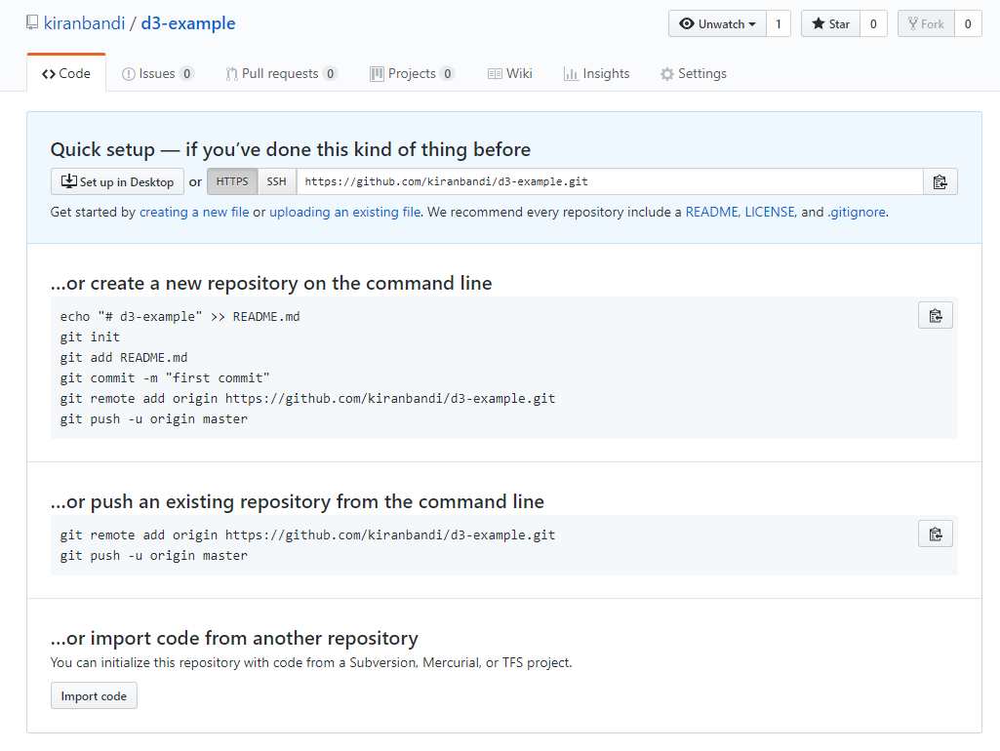 kiranbandi / d3-example
Unwatch 1 Star 0 Fork 0
Code Issues 0 Pull requests 0 Projects 0 Wiki Insights Settings
Quick setup — if you’ve done this kind of thing before
Set up in Desktop or HTTPS SSH https://github.com/kiranbandi/d3-example.git
Get started by creating a new file or uploading an existing file. We recommend every repository include a README, LICENSE, and .gitignore.
…or create a new repository on the command line
echo "# d3-example" >> README.md
git init
git add README.md
git commit -m "first commit"
git remote add origin https://github.com/kiranbandi/d3-example.git
git push -u origin master
…or push an existing repository from the command line
git remote add origin https://github.com/kiranbandi/d3-example.git
git push -u origin master
…or import code from another repository
You can initialize this repository with code from a Subversion, Mercurial, or TFS project.
Import code